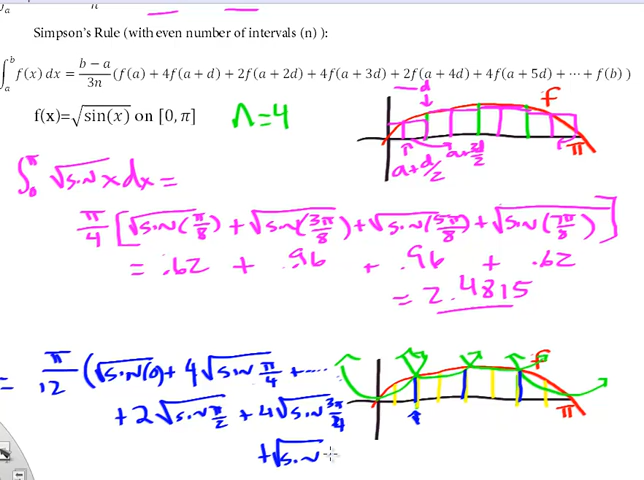 Simpson's Rule (with even number of intervals (n) ):
∫_a^b f(x) dx = (b − a)/(3n) (f(a) + 4f(a + d) + 2f(a + 2d) + 4f(a + 3d) + 2f(a + 4d) + 4f(a + 5d) + ··· + f(b) )
f(x)=√sin(x) on [0, π] n=4
d
f
π
a+d/2
a+3d/2
∫_0^π √sin x dx =
π/4 [√sin(π/8) + √sin(3π/8) + √sin(5π/8) + √sin(7π/8)]
= .62 + .96 + .96 + .62
= 2.4815
= π/12 (√sin(0) + 4√sin π/4 + ....
+ 2√sin π/2 + 4√sin 3π/4
+√sin
f
π